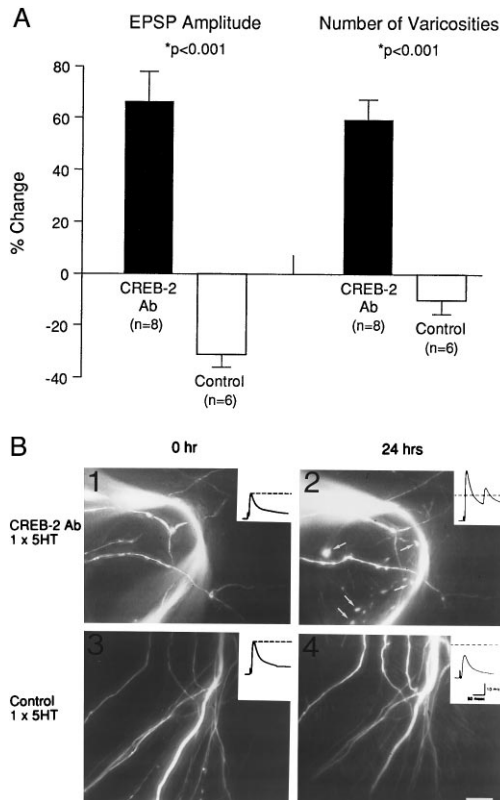 A
EPSP Amplitude
Number of Varicosities
*p<0.001
*p<0.001
% Change
80
60
40
20
0
-20
-40
CREB-2
Ab
(n=8)
Control
(n=6)
CREB-2
Ab
(n=8)
Control
(n=6)
B
0 hr
24 hrs
CREB-2 Ab
1 x 5HT
1
2
Control
1 x 5HT
3
4